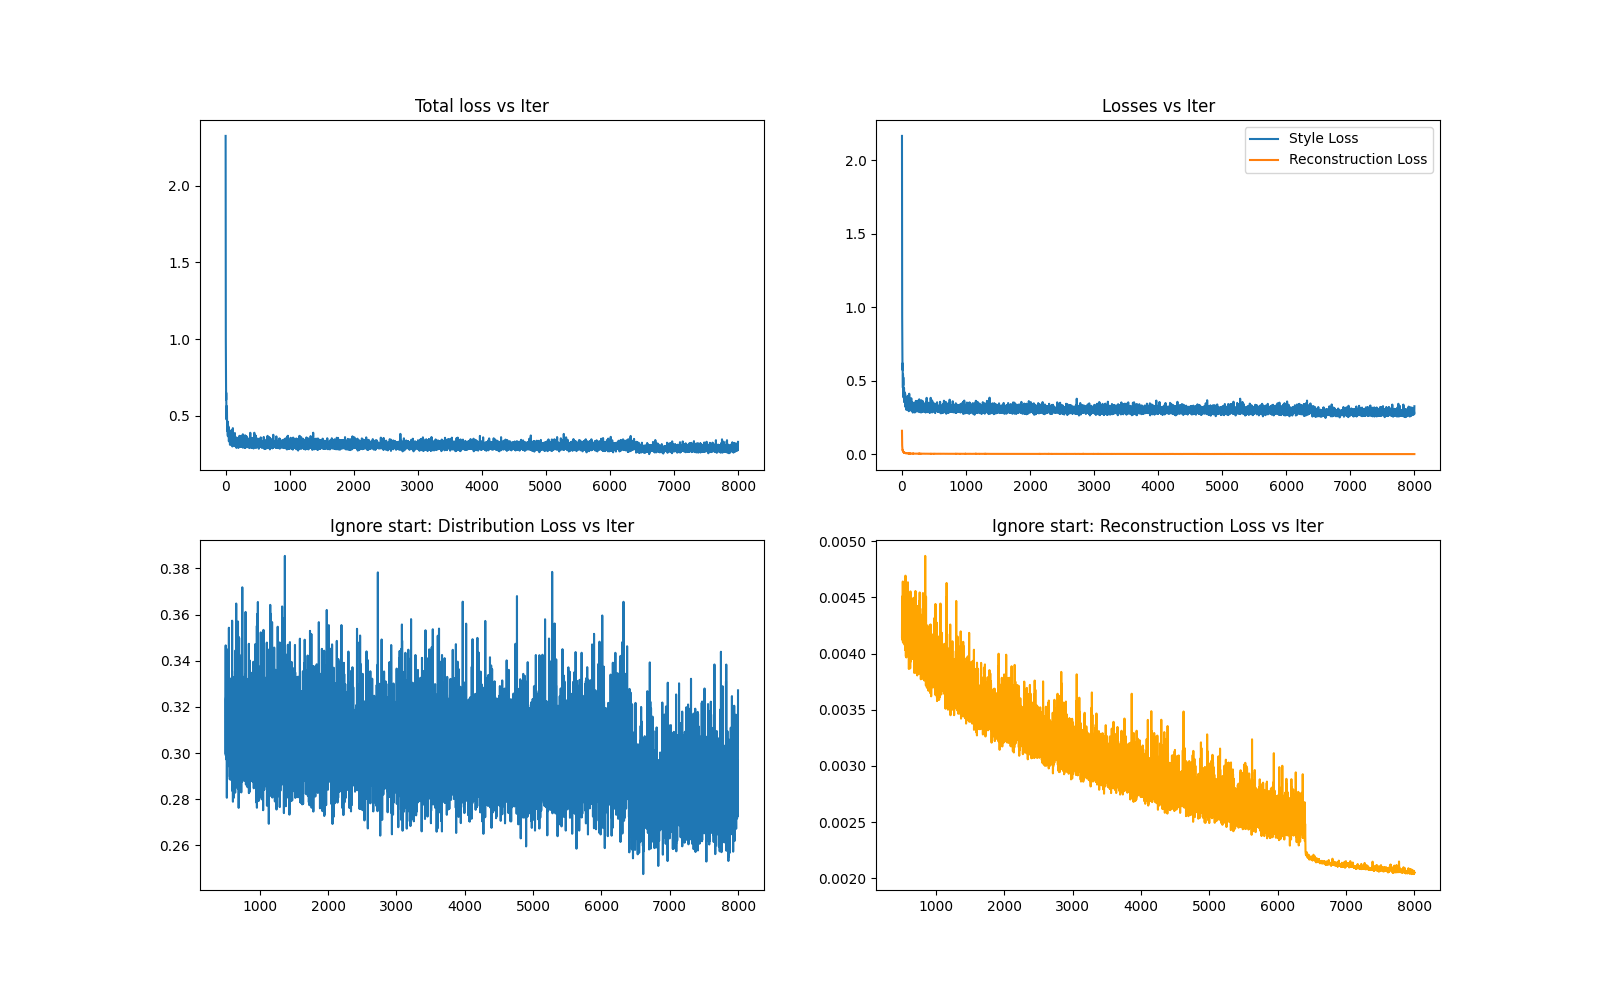 Total loss vs Iter
2.0
1.5
1.0
0.5
0 1000 2000 3000 4000 5000 6000 7000 8000
Losses vs Iter
Style Loss
Reconstruction Loss
2.0
1.5
1.0
0.5
0.0
0 1000 2000 3000 4000 5000 6000 7000 8000
Ignore start: Distribution Loss vs Iter
0.38
0.36
0.34
0.32
0.30
0.28
0.26
1000 2000 3000 4000 5000 6000 7000 8000
Ignore start: Reconstruction Loss vs Iter
0.0050
0.0045
0.0040
0.0035
0.0030
0.0025
0.0020
1000 2000 3000 4000 5000 6000 7000 8000